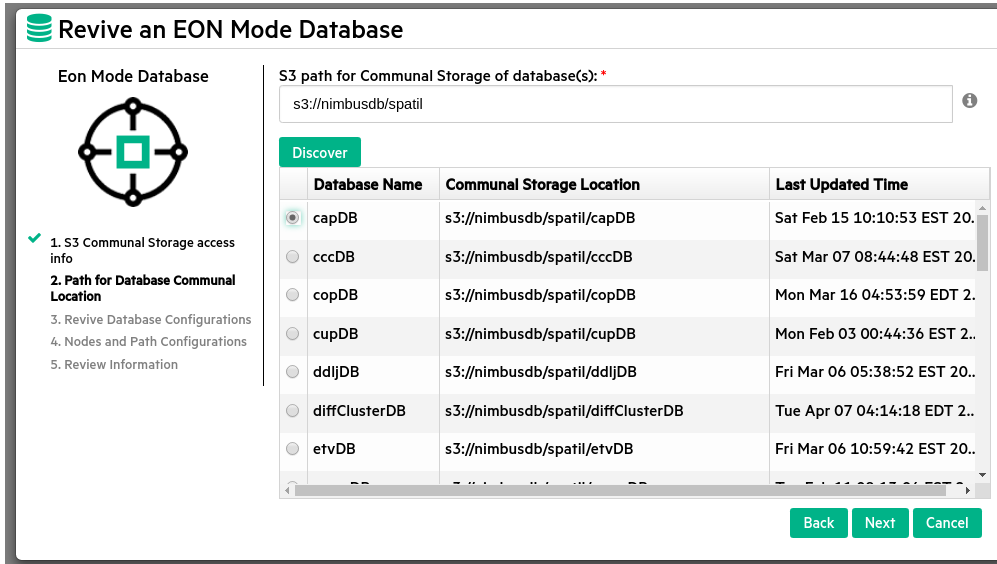 Revive an EON Mode Database
Eon Mode Database
1. S3 Communal Storage access
info
2. Path for Database Communal
Location
3. Revive Database Configurations
4. Nodes and Path Configurations
5. Review Information
S3 path for Communal Storage of database(s): *
s3://nimbusdb/spatil
Discover
Database Name Communal Storage Location Last Updated Time
capDB s3://nimbusdb/spatil/capDB Sat Feb 15 10:10:53 EST 20..
cccDB s3://nimbusdb/spatil/cccDB Sat Mar 07 08:44:48 EST 20..
copDB s3://nimbusdb/spatil/copDB Mon Mar 16 04:53:59 EDT 2..
cupDB s3://nimbusdb/spatil/cupDB Mon Feb 03 00:44:36 EST 2..
ddljDB s3://nimbusdb/spatil/ddljDB Fri Mar 06 05:38:52 EST 20..
diffClusterDB s3://nimbusdb/spatil/diffClusterDB Tue Apr 07 04:14:18 EDT 2..
etvDB s3://nimbusdb/spatil/etvDB Fri Mar 06 10:59:42 EST 20..
Back Next Cancel